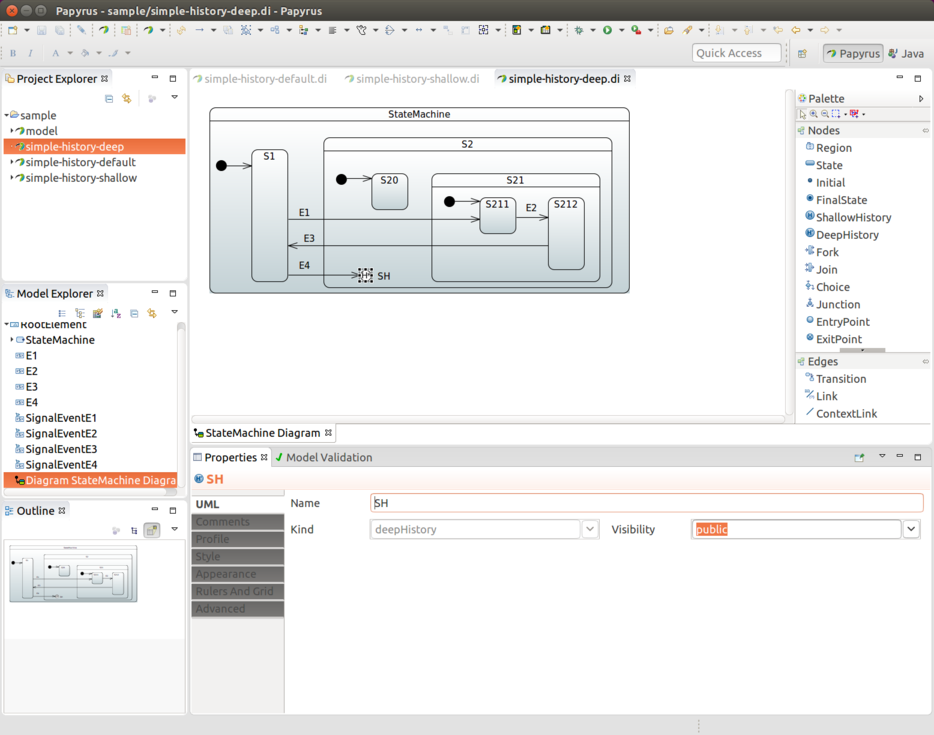 Papyrus - sample/simple-history-deep.di - Papyrus
B I A
Quick Access
Papyrus
Java
Project Explorer
sample
model
simple-history-deep
simple-history-default
simple-history-shallow
Model Explorer
RootElement
StateMachine
E1
E2
E3
E4
SignalEventE1
SignalEventE2
SignalEventE3
SignalEventE4
Diagram StateMachine Diagra
Outline
simple-history-default.di
simple-history-shallow.di
simple-history-deep.di
StateMachine
S1
S2
S20
S21
S211
E2
S212
E1
E3
E4
SH
StateMachine Diagram
Palette
Nodes
Region
State
Initial
FinalState
ShallowHistory
DeepHistory
Fork
Join
Choice
Junction
EntryPoint
ExitPoint
Edges
Transition
Link
ContextLink
Properties
Model Validation
SH
UML
Comments
Profile
Style
Appearance
Rulers And Grid
Advanced
Name
SH
Kind
deepHistory
Visibility
public